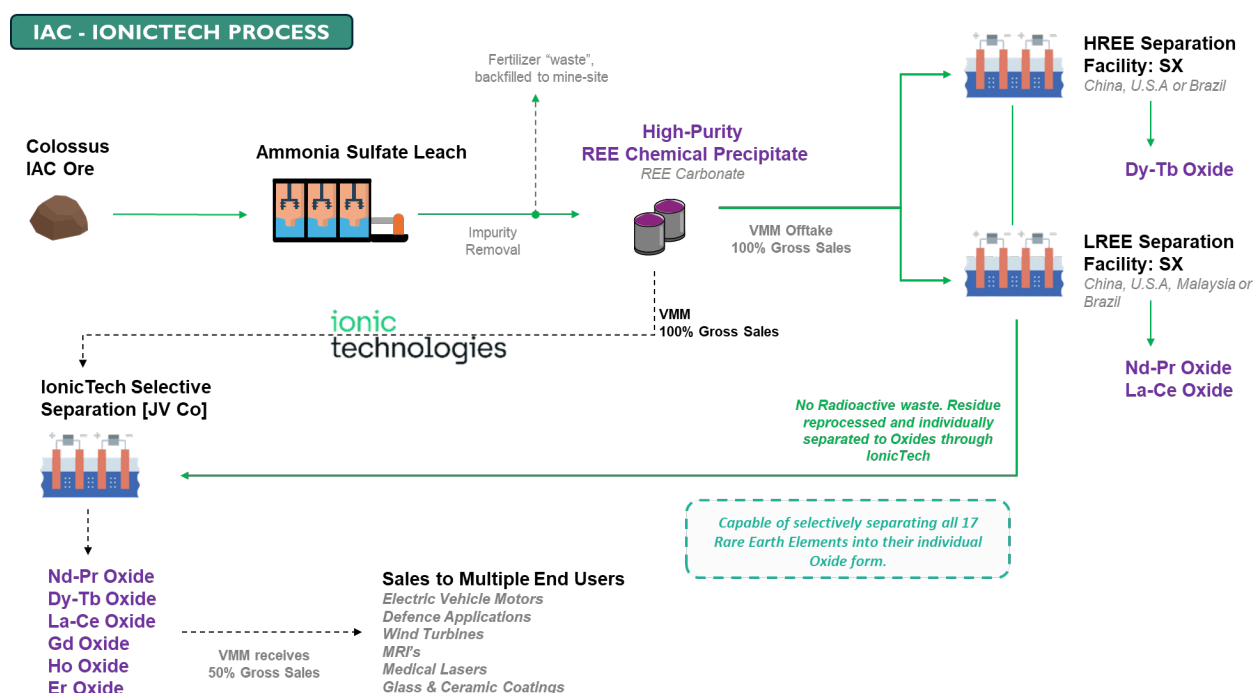 IAC - IONICTECH PROCESS
Fertilizer “waste”,
backfilled to mine-site
Colossus
IAC Ore
Ammonia Sulfate Leach
Impurity
Removal
High-Purity
REE Chemical Precipitate
REE Carbonate
VMM Offtake
100% Gross Sales
HREE Separation
Facility: SX
China, U.S.A or Brazil
Dy-Tb Oxide
LREE Separation
Facility: SX
China, U.S.A, Malaysia or
Brazil
Nd-Pr Oxide
La-Ce Oxide
VMM
100% Gross Sales
ionic
technologies
IonicTech Selective
Separation [JV Co]
No Radioactive waste. Residue
reprocessed and individually
separated to Oxides through
IonicTech
Capable of selectively separating all 17
Rare Earth Elements into their individual
Oxide form.
Nd-Pr Oxide
Dy-Tb Oxide
La-Ce Oxide
Gd Oxide
Ho Oxide
Er Oxide
VMM receives
50% Gross Sales
Sales to Multiple End Users
Electric Vehicle Motors
Defence Applications
Wind Turbines
MRI's
Medical Lasers
Glass & Ceramic Coatings